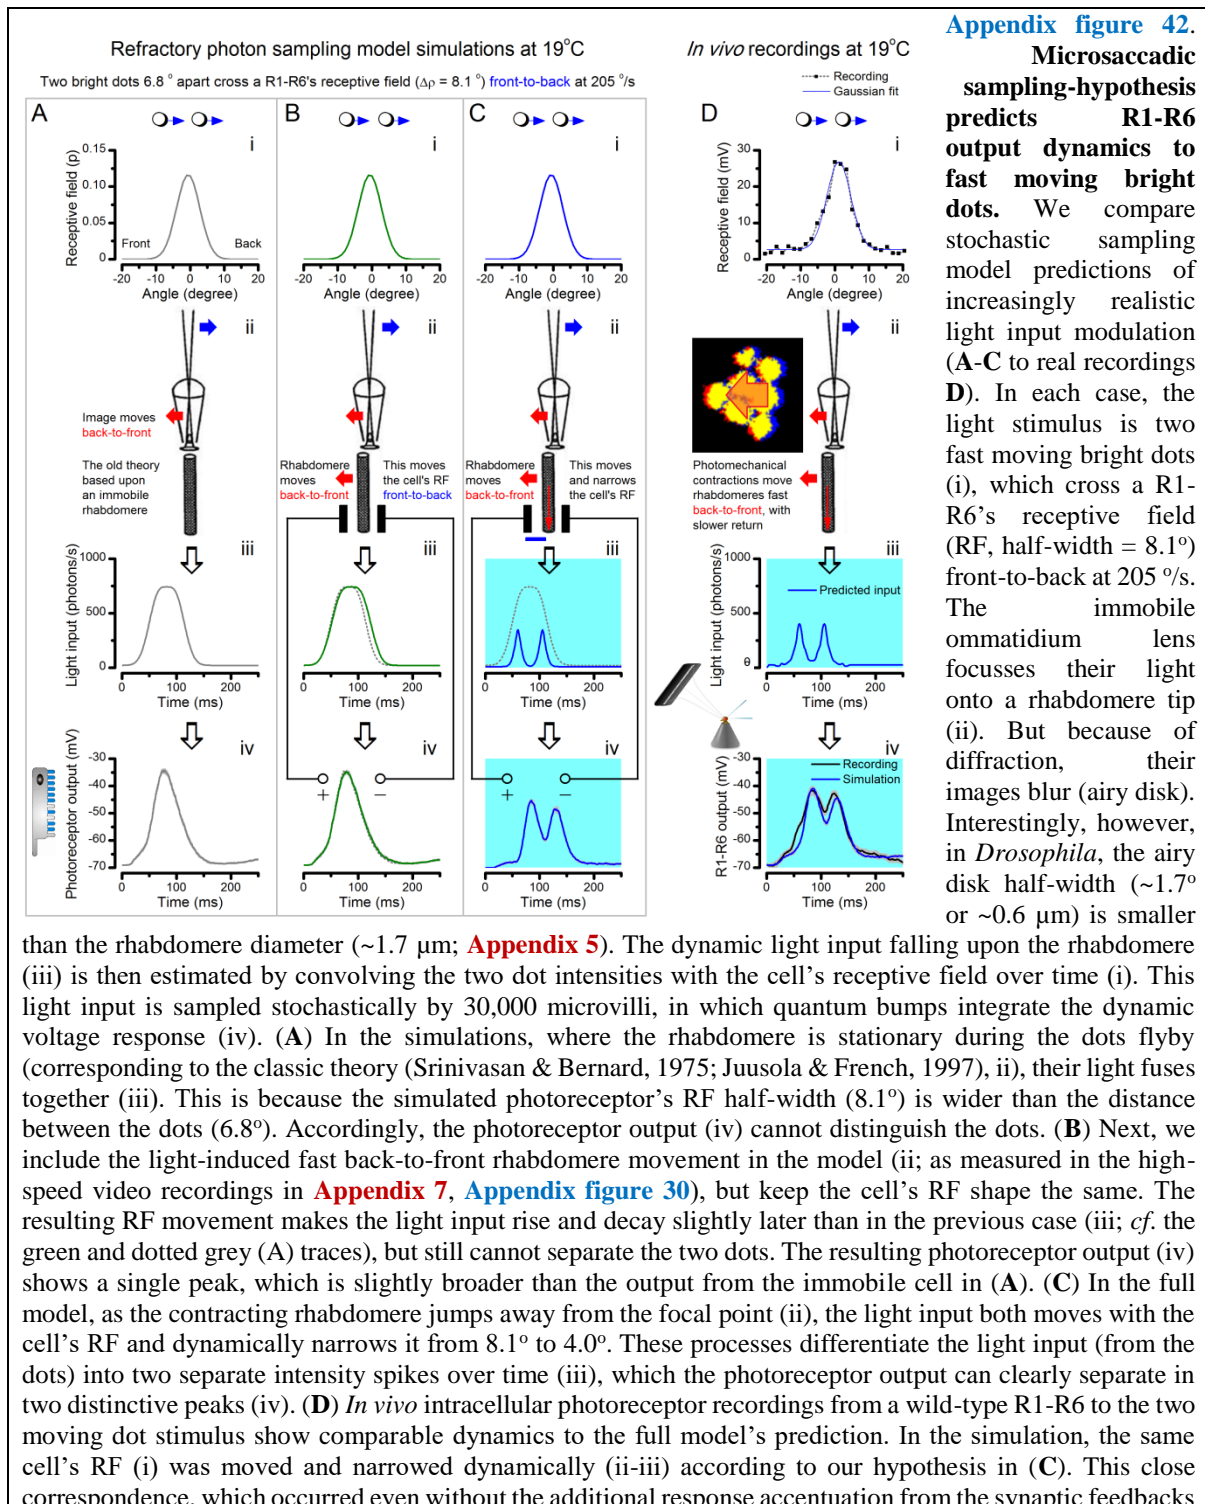 Refractory photon sampling model simulations at 19°C
Two bright dots 6.8 ° apart cross a R1-R6's receptive field (Δρ = 8.1 °) front-to-back at 205 °/s
In vivo recordings at 19°C
Recording
Gaussian fit
A
i
Receptive field (p)
0.15
0.10
0.05
0
Front
Back
-20 -10 0 10 20
Angle (degree)
B
i
-20 -10 0 10 20
Angle (degree)
C
i
-20 -10 0 10 20
Angle (degree)
D
i
Receptive field (mV)
30
20
10
0
-20 -10 0 10 20
Angle (degree)
ii
Image moves
back-to-front
The old theory
based upon
an immobile
rhabdomere
ii
Rhabdomere
moves
back-to-front
This moves
the cell's RF
front-to-back
ii
Rhabdomere
moves
back-to-front
This moves
and narrows
the cell's RF
ii
Photomechanical
contractions move
rhabdomeres fast
back-to-front, with
slower return
iii
Light input (photons/s)
1000
500
0
0 100 200
Time (ms)
iii
0 100 200
Time (ms)
iii
0 100 200
Time (ms)
iii
Predicted input
Light input (photons/s)
1000
500
0
0 100 200
Time (ms)
iv
Photoreceptor output (mV)
-30
-40
-50
-60
-70
0 100 200
Time (ms)
iv
+ −
0 100 200
Time (ms)
iv
+ −
0 100 200
Time (ms)
iv
Recording
Simulation
R1-R6 output (mV)
-30
-40
-50
-60
-70
0 100 200
Time (ms)
Appendix figure 42.
Microsaccadic
sampling-hypothesis
predicts R1-R6
output dynamics to
fast moving bright
dots. We compare
stochastic sampling
model predictions of
increasingly realistic
light input modulation
(A-C to real recordings
D). In each case, the
light stimulus is two
fast moving bright dots
(i), which cross a R1-
R6's receptive field
(RF, half-width = 8.1°)
front-to-back at 205 °/s.
The immobile
ommatidium lens
focusses their light
onto a rhabdomere tip
(ii). But because of
diffraction, their
images blur (airy disk).
Interestingly, however,
in Drosophila, the airy
disk half-width (~1.7°
or ~0.6 µm) is smaller
than the rhabdomere diameter (~1.7 µm; Appendix 5). The dynamic light input falling upon the rhabdomere
(iii) is then estimated by convolving the two dot intensities with the cell's receptive field over time (i). This
light input is sampled stochastically by 30,000 microvilli, in which quantum bumps integrate the dynamic
voltage response (iv). (A) In the simulations, where the rhabdomere is stationary during the dots flyby
(corresponding to the classic theory (Srinivasan & Bernard, 1975; Juusola & French, 1997), ii), their light fuses
together (iii). This is because the simulated photoreceptor's RF half-width (8.1°) is wider than the distance
between the dots (6.8°). Accordingly, the photoreceptor output (iv) cannot distinguish the dots. (B) Next, we
include the light-induced fast back-to-front rhabdomere movement in the model (ii; as measured in the high-
speed video recordings in Appendix 7, Appendix figure 30), but keep the cell's RF shape the same. The
resulting RF movement makes the light input rise and decay slightly later than in the previous case (iii; cf. the
green and dotted grey (A) traces), but still cannot separate the two dots. The resulting photoreceptor output (iv)
shows a single peak, which is slightly broader than the output from the immobile cell in (A). (C) In the full
model, as the contracting rhabdomere jumps away from the focal point (ii), the light input both moves with the
cell's RF and dynamically narrows it from 8.1° to 4.0°. These processes differentiate the light input (from the
dots) into two separate intensity spikes over time (iii), which the photoreceptor output can clearly separate in
two distinctive peaks (iv). (D) In vivo intracellular photoreceptor recordings from a wild-type R1-R6 to the two
moving dot stimulus show comparable dynamics to the full model's prediction. In the simulation, the same
cell's RF (i) was moved and narrowed dynamically (ii-iii) according to our hypothesis in (C). This close
correspondence, which occurred even without the additional response accentuation from the synaptic feedbacks